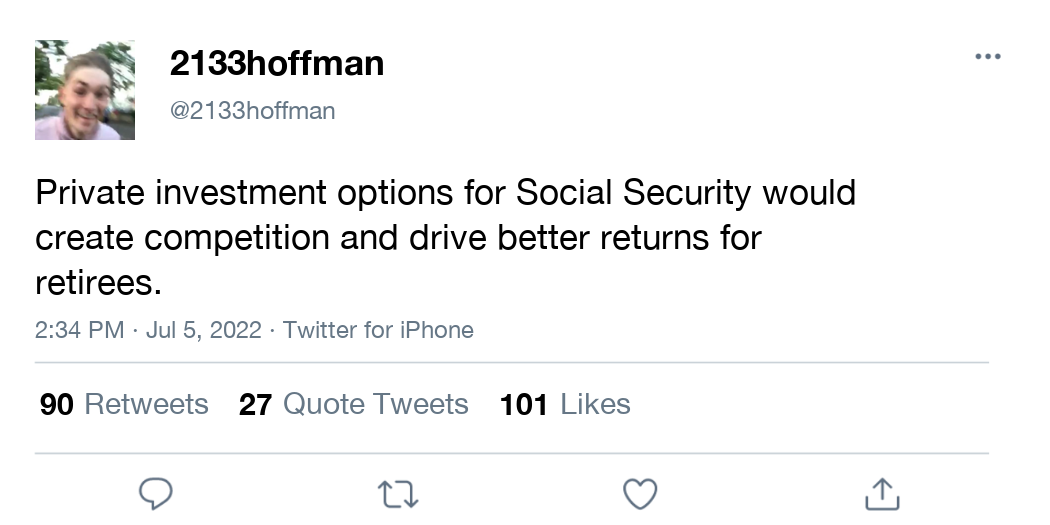 2133hoffman
@2133hoffman
Private investment options for Social Security would
create competition and drive better returns for
retirees.
2:34 PM · Jul 5, 2022 · Twitter for iPhone
90 Retweets 27 Quote Tweets 101 Likes